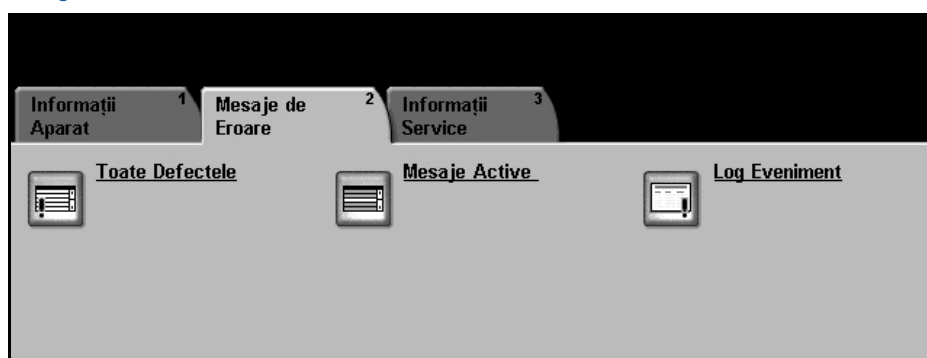 Informații 1
Aparat
Mesaje de 2
Eroare
Informații 3
Service
Toate Defectele
Mesaje Active
Log Eveniment